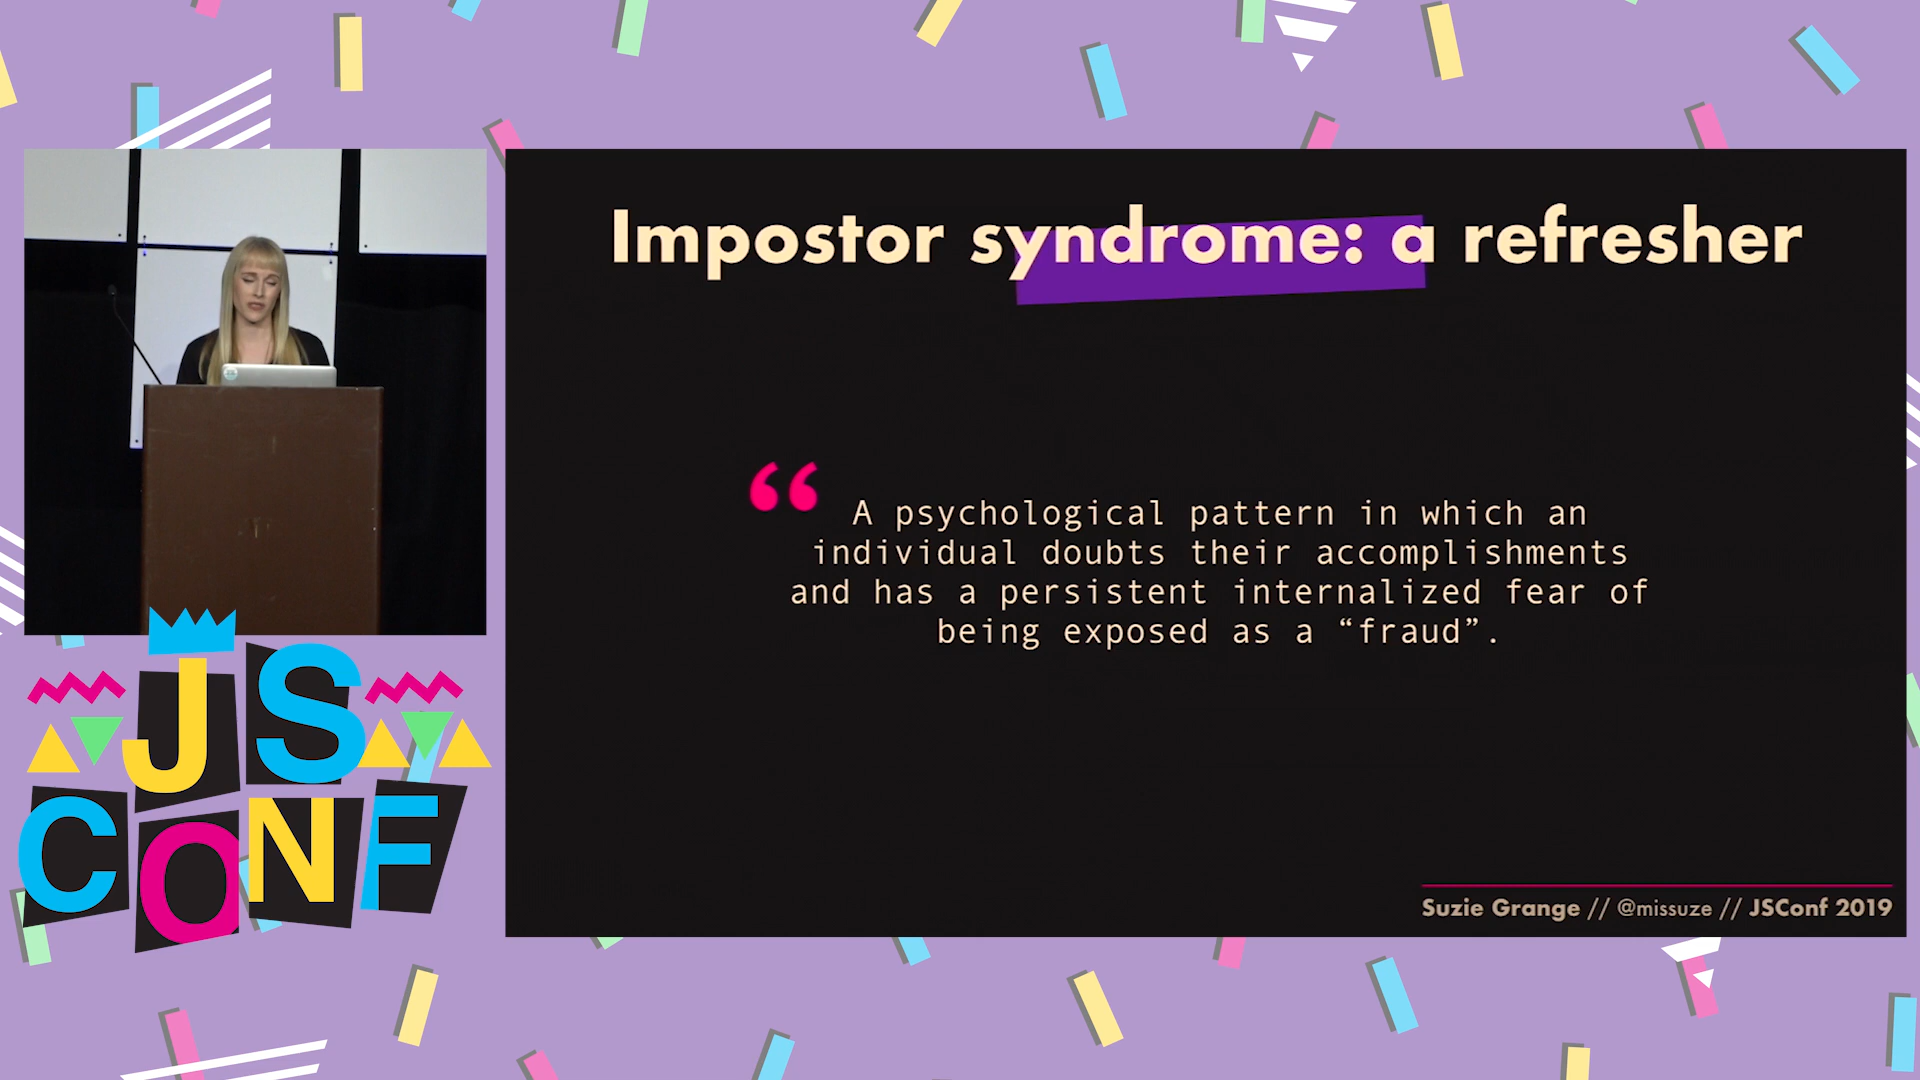 Impostor syndrome: a refresher
“
A psychological pattern in which an
individual doubts their accomplishments
and has a persistent internalized fear of
being exposed as a “fraud”.
Suzie Grange // @missuze // JSConf 2019
JS
CONF